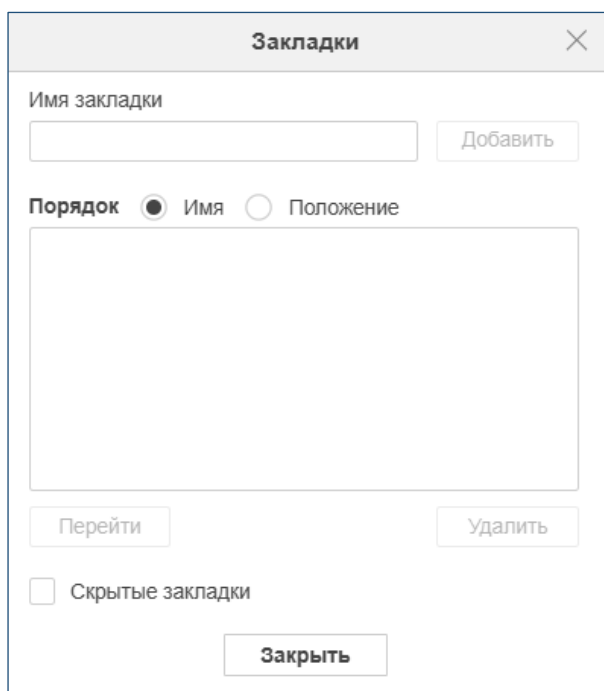 Закладки
Имя закладки
Добавить
Порядок Имя Положение
Перейти Удалить
Скрытые закладки
Закрыть